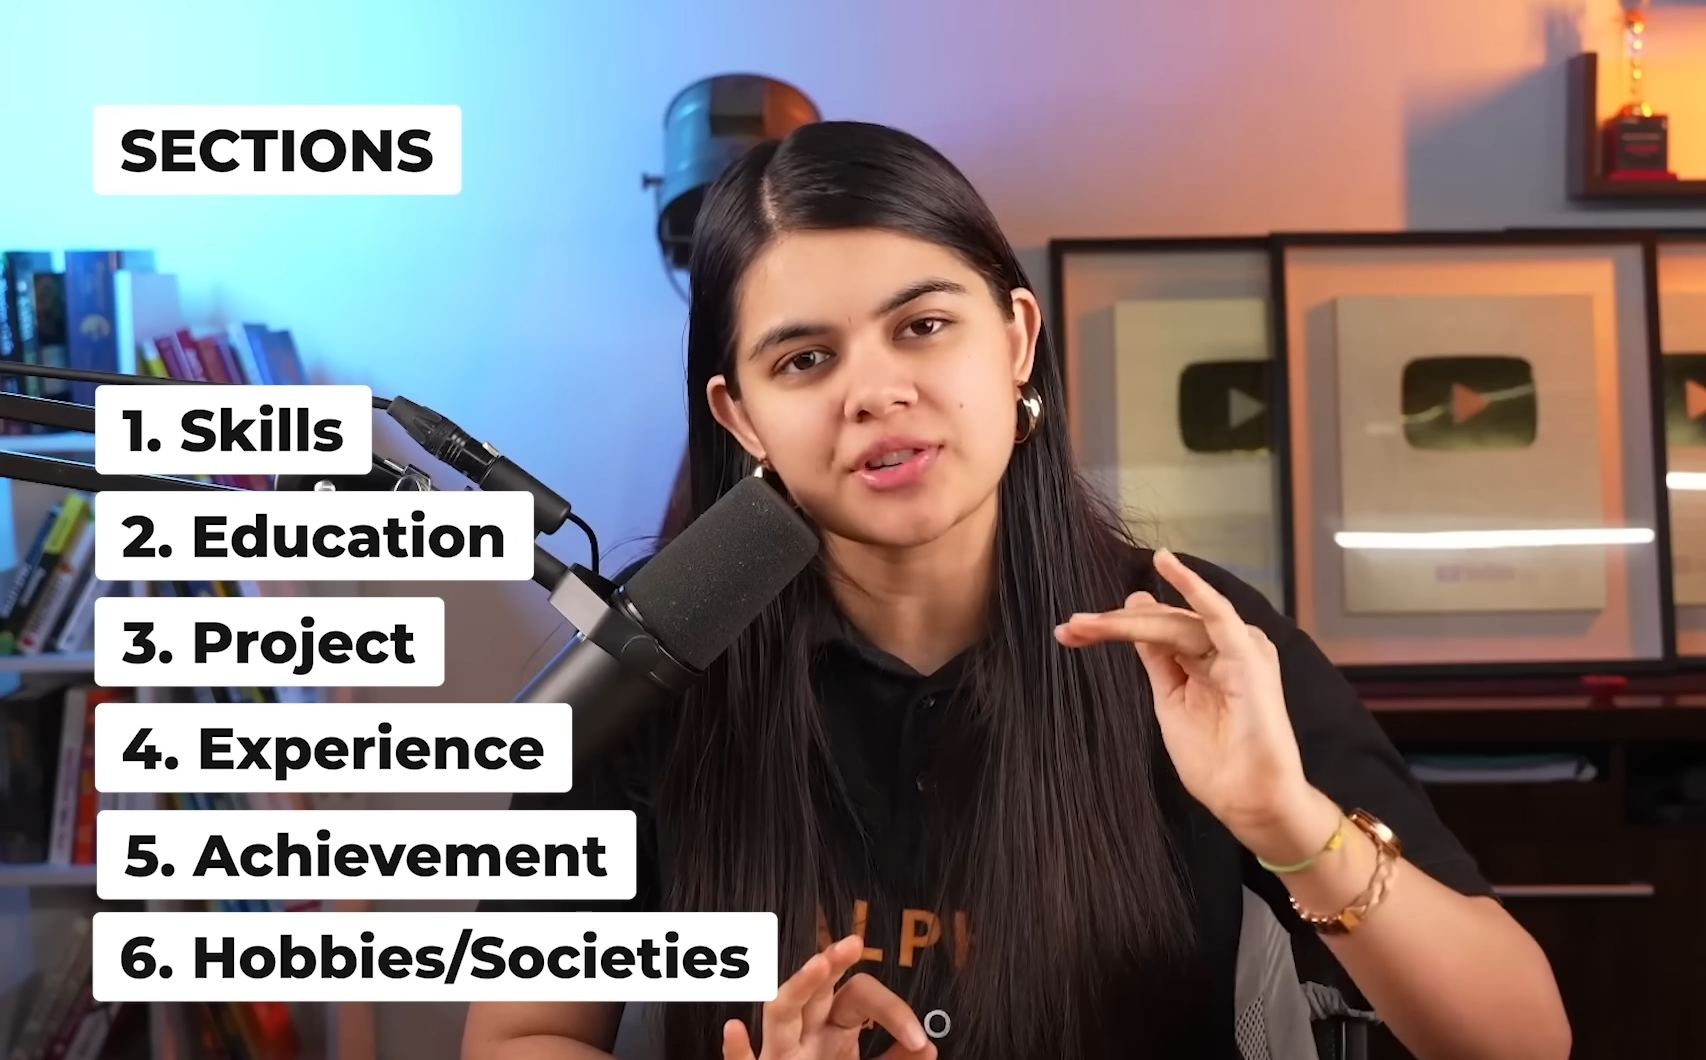 SECTIONS
1. Skills
2. Education
3. Project
4. Experience
5. Achievement
6. Hobbies/Societies